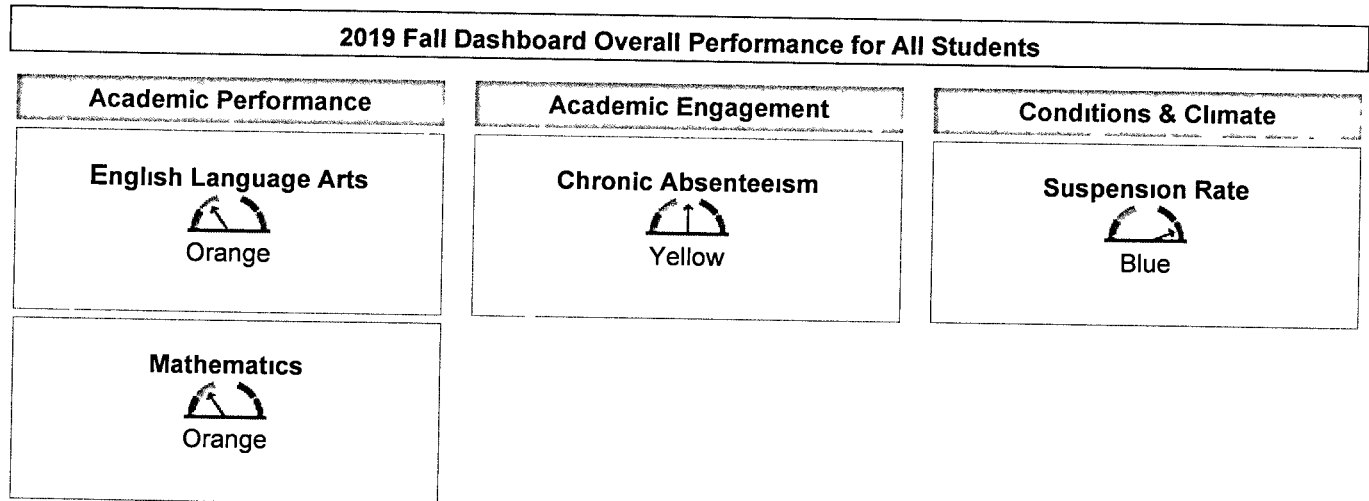 2019 Fall Dashboard Overall Performance for All Students
Academic Performance
Academic Engagement
Conditions & Climate
English Language Arts
Orange
Chronic Absenteeism
Yellow
Suspension Rate
Blue
Mathematics
Orange